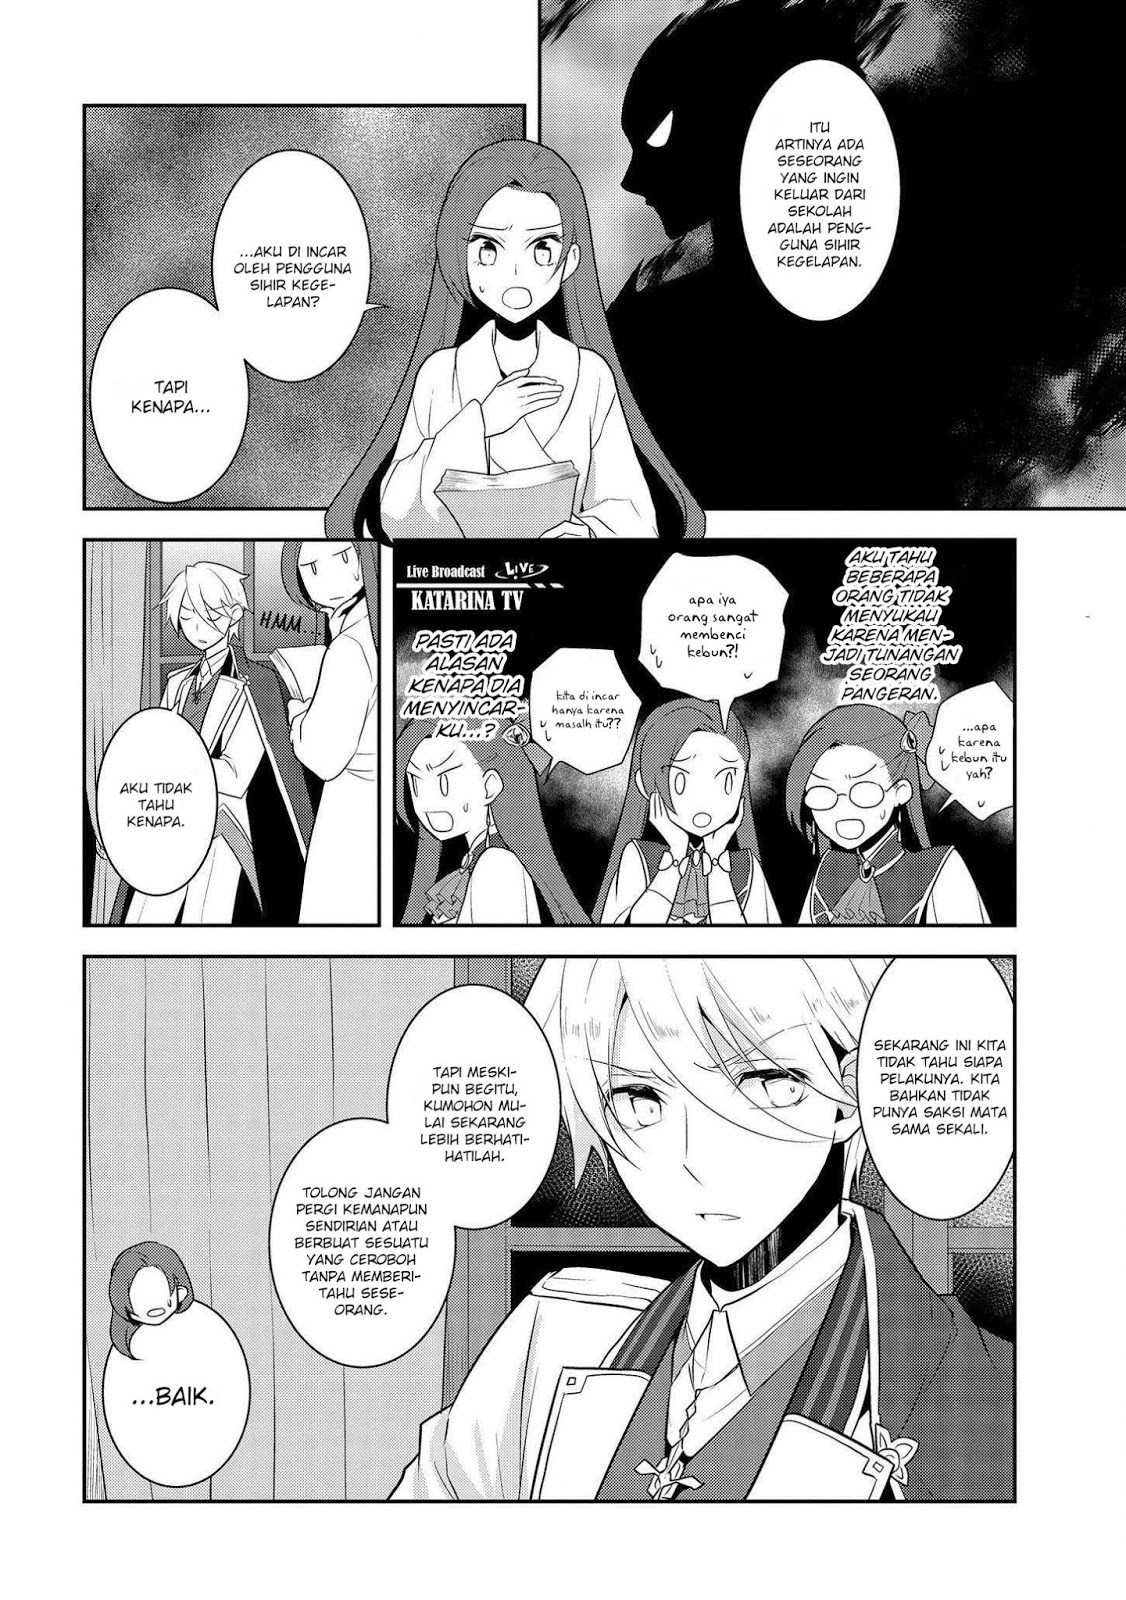 ITU
ARTINYA ADA
SESEORANG
YANG INGIN
KELUAR DARI
SEKOLAH
ADALAH PENG-
GUNA SIHIR
KEGELAPAN.
...AKU DI INCAR
OLEH PENGGUNA
SIHIR KEGE-
LAPAN?
TAPI
KENAPA...
AKU TAHU
BEBERAPA
ORANG TIDAK
MENYUKAU
KARENA MEN-
JADI TUNANGAN
SEORANG
PANGERAN.
...apa
karena
kebun itu
yah?
apa iya
orang sangat
membenci
kebun?!
kita di incar
hanya karena
masalh itu??
Live Broadcast LIVE
KATARINA TV
PASTI ADA
ALASAN
KENAPA DIA
MENYINCAR-
KU...?
HMM...
AKU TIDAK
TAHU
KENAPA.
SEKARANG INI KITA
TIDAK TAHU SIAPA
PELAKUNYA. KITA
BAHKAN TIDAK
PUNYA SAKSI MATA
SAMA SEKALI.
TAPI MESKI-
PUN BEGITU,
KUMOHON MU-
LAI SEKARANG
LEBIH BERHATI-
HATILAH.
TOLONG JANGAN
PERGI KEMANAPUN
SENDIRIAN ATAU
BERBUAT SESUATU
YANG CEROBOH
TANPA MEMBERI-
TAHU SESE-
ORANG.
...BAIK.